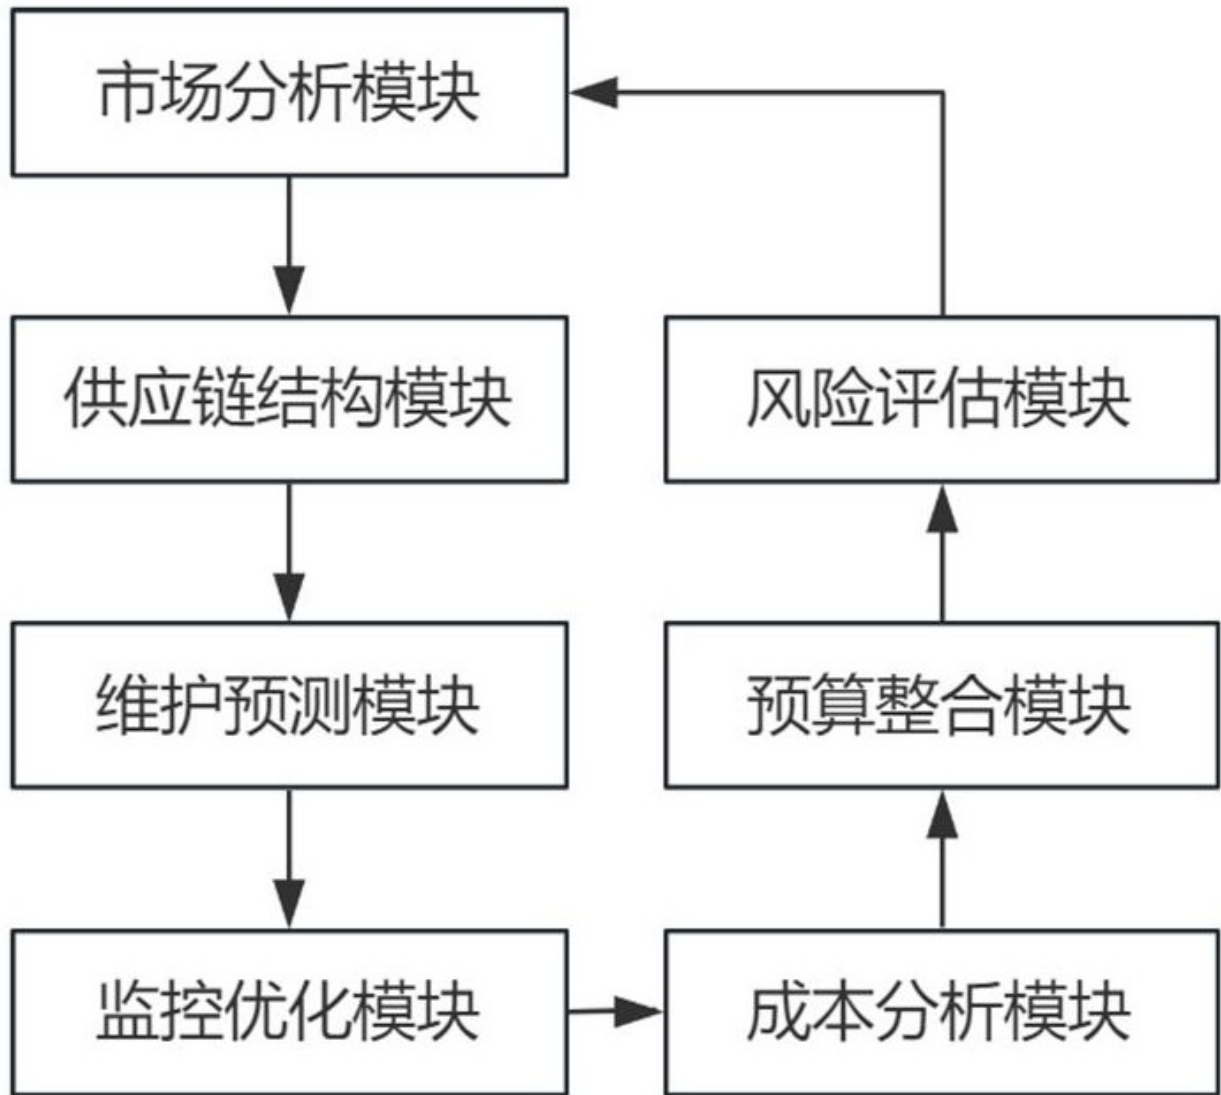 市场分析模块
供应链结构模块
风险评估模块
维护预测模块
预算整合模块
监控优化模块
成本分析模块